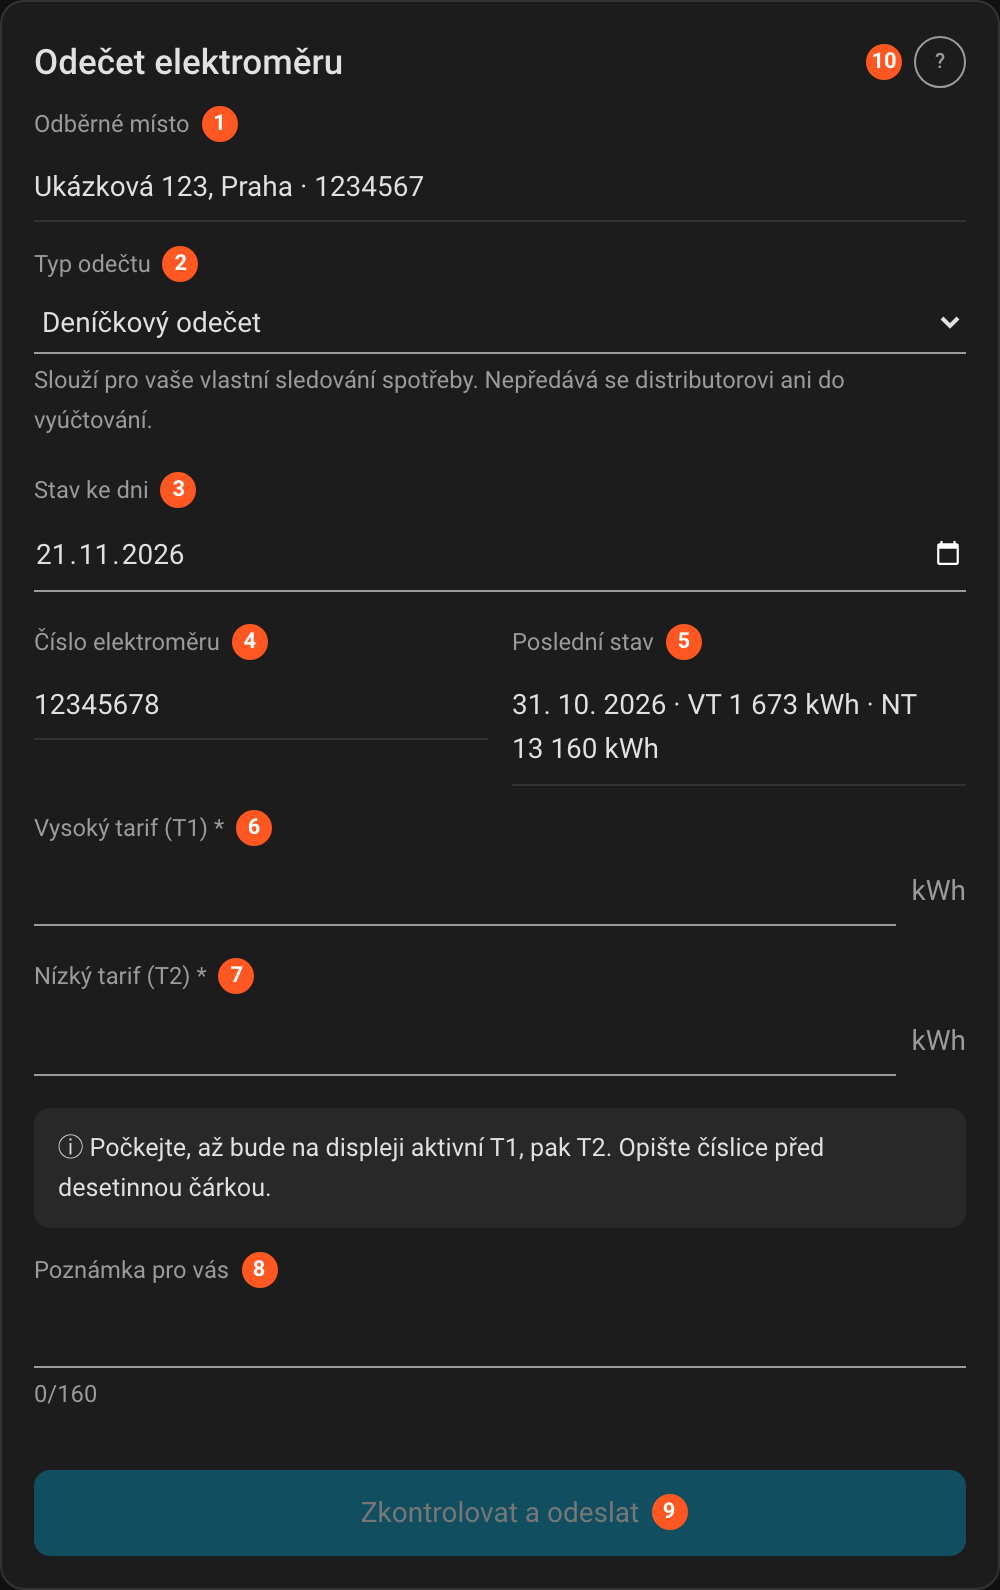 Odečet elektroměru 10 ?
Odběrné místo 1
Ukázková 123, Praha · 1234567
Typ odečtu 2
Deníčkový odečet
Slouží pro vaše vlastní sledování spotřeby. Nepředává se distributorovi ani do
vyúčtování.
Stav ke dni 3
21.11.2026
Číslo elektroměru 4
12345678
Poslední stav 5
31. 10. 2026 · VT 1 673 kWh · NT
13 160 kWh
Vysoký tarif (T1) * 6
kWh
Nízký tarif (T2) * 7
kWh
ⓘ Počkejte, až bude na displeji aktivní T1, pak T2. Opište číslice před
desetinnou čárkou.
Poznámka pro vás 8
0/160
Zkontrolovat a odeslat 9